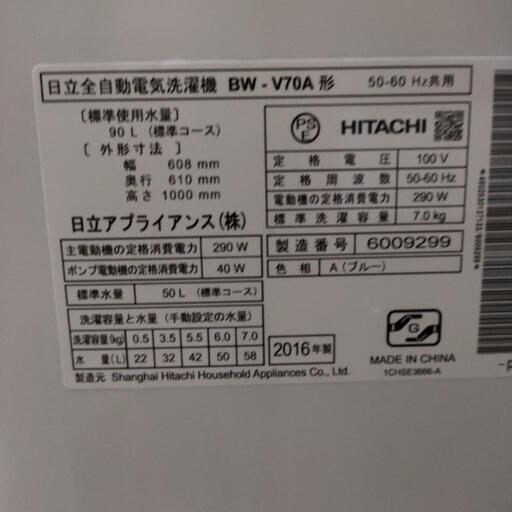 日立全自動電気洗濯機 BW-V70A 形 50-60 Hz共用
〔標準使用水量〕
90 L (標準コース)
〔外形寸法〕
幅 608 mm
奥行 610 mm
高さ 1000 mm
日立アプライアンス(株)
PSE HITACHI
定格電圧 100 V
定格周波数 50-60 Hz
電動機の定格消費電力 290 W
標準洗濯容量 7.0 kg
主電動機の定格消費電力 290 W
ポンプ電動機の定格消費電力 40 W
製造番号 6009299
標準水量 50 L (標準コース)
色相 A (ブルー)
洗濯容量と水量 (手動設定の水量)
洗濯容量(kg) 0.5 3.5 5.5 6.0 7.0
水量(L) 22 32 42 50 58
2016年製
G
MADE IN CHINA
1CHSE3666-A
製造元 Shanghai Hitachi Household Appliances Co., Ltd.